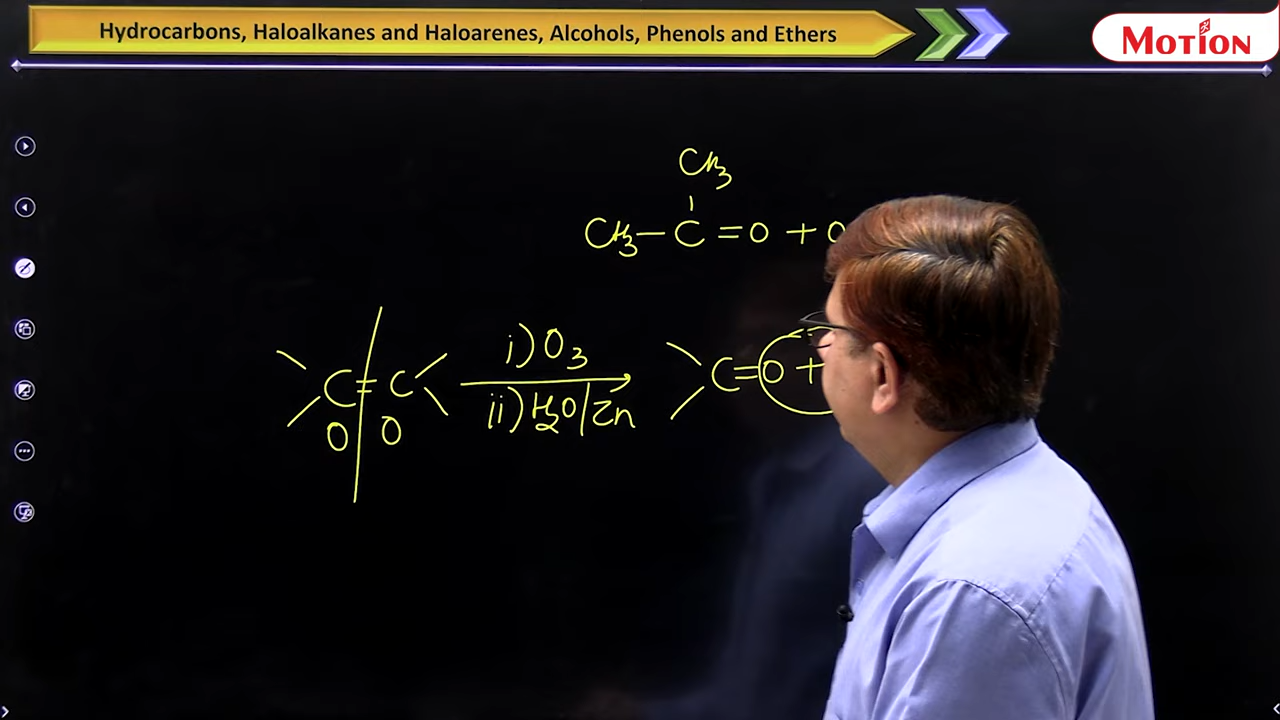 Hydrocarbons, Haloalkanes and Haloarenes, Alcohols, Phenols and Ethers
MOTION
CH3
CH3—C=O + O
i) O3
C=C
C=O +
ii) H2O/Zn
O O